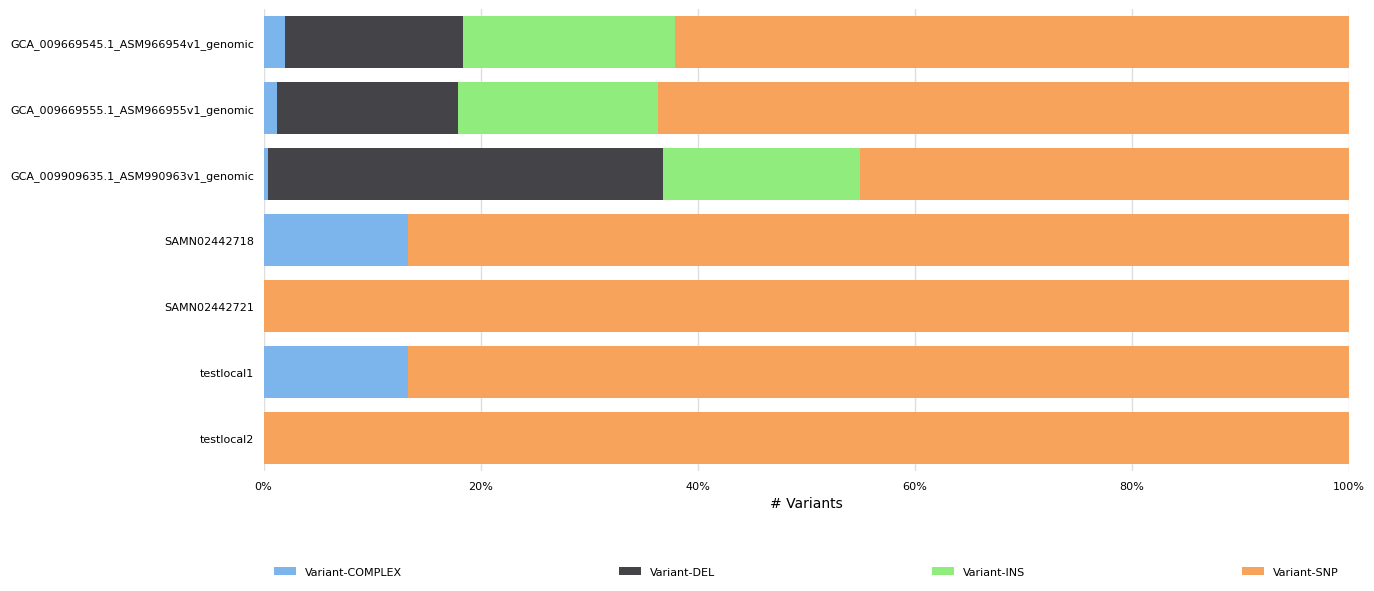 GCA_009669545.1_ASM966954v1_genomic
GCA_009669555.1_ASM966955v1_genomic
GCA_009909635.1_ASM990963v1_genomic
SAMN02442718
SAMN02442721
testlocal1
testlocal2
0% 20% 40% 60% 80% 100%
# Variants
Variant-COMPLEX Variant-DEL Variant-INS Variant-SNP